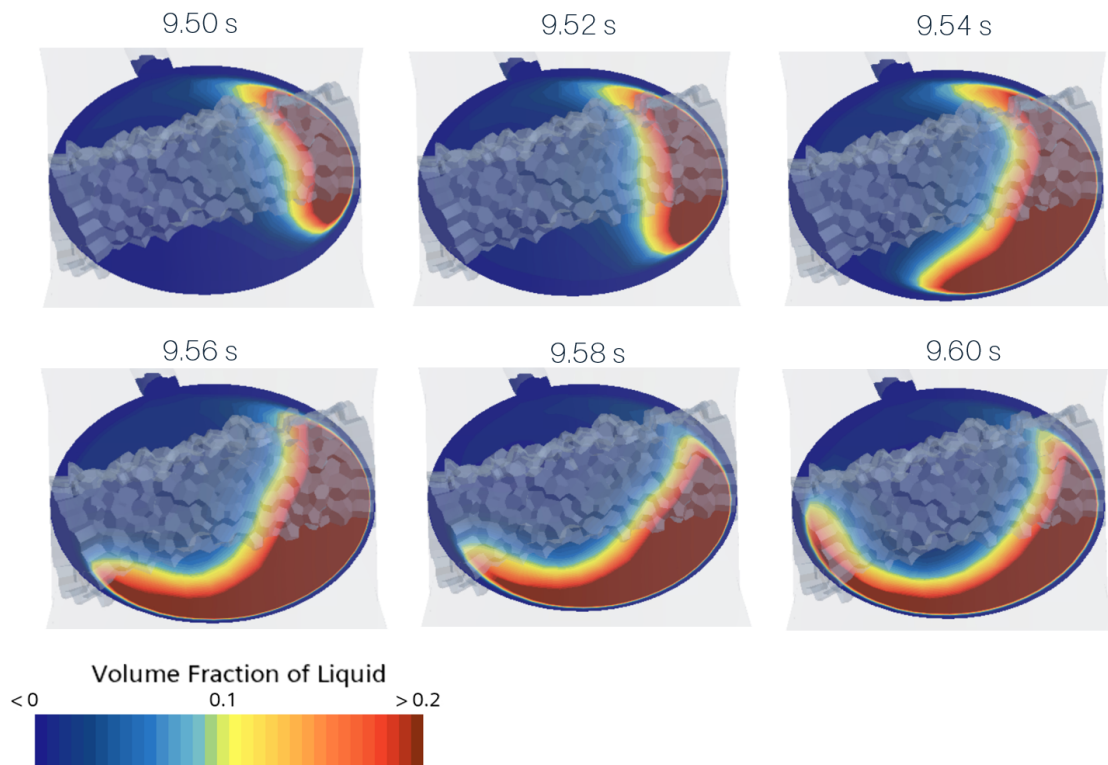 9.50 s
9.52 s
9.54 s
9.56 s
9.58 s
9.60 s
Volume Fraction of Liquid
< 0 0.1 > 0.2